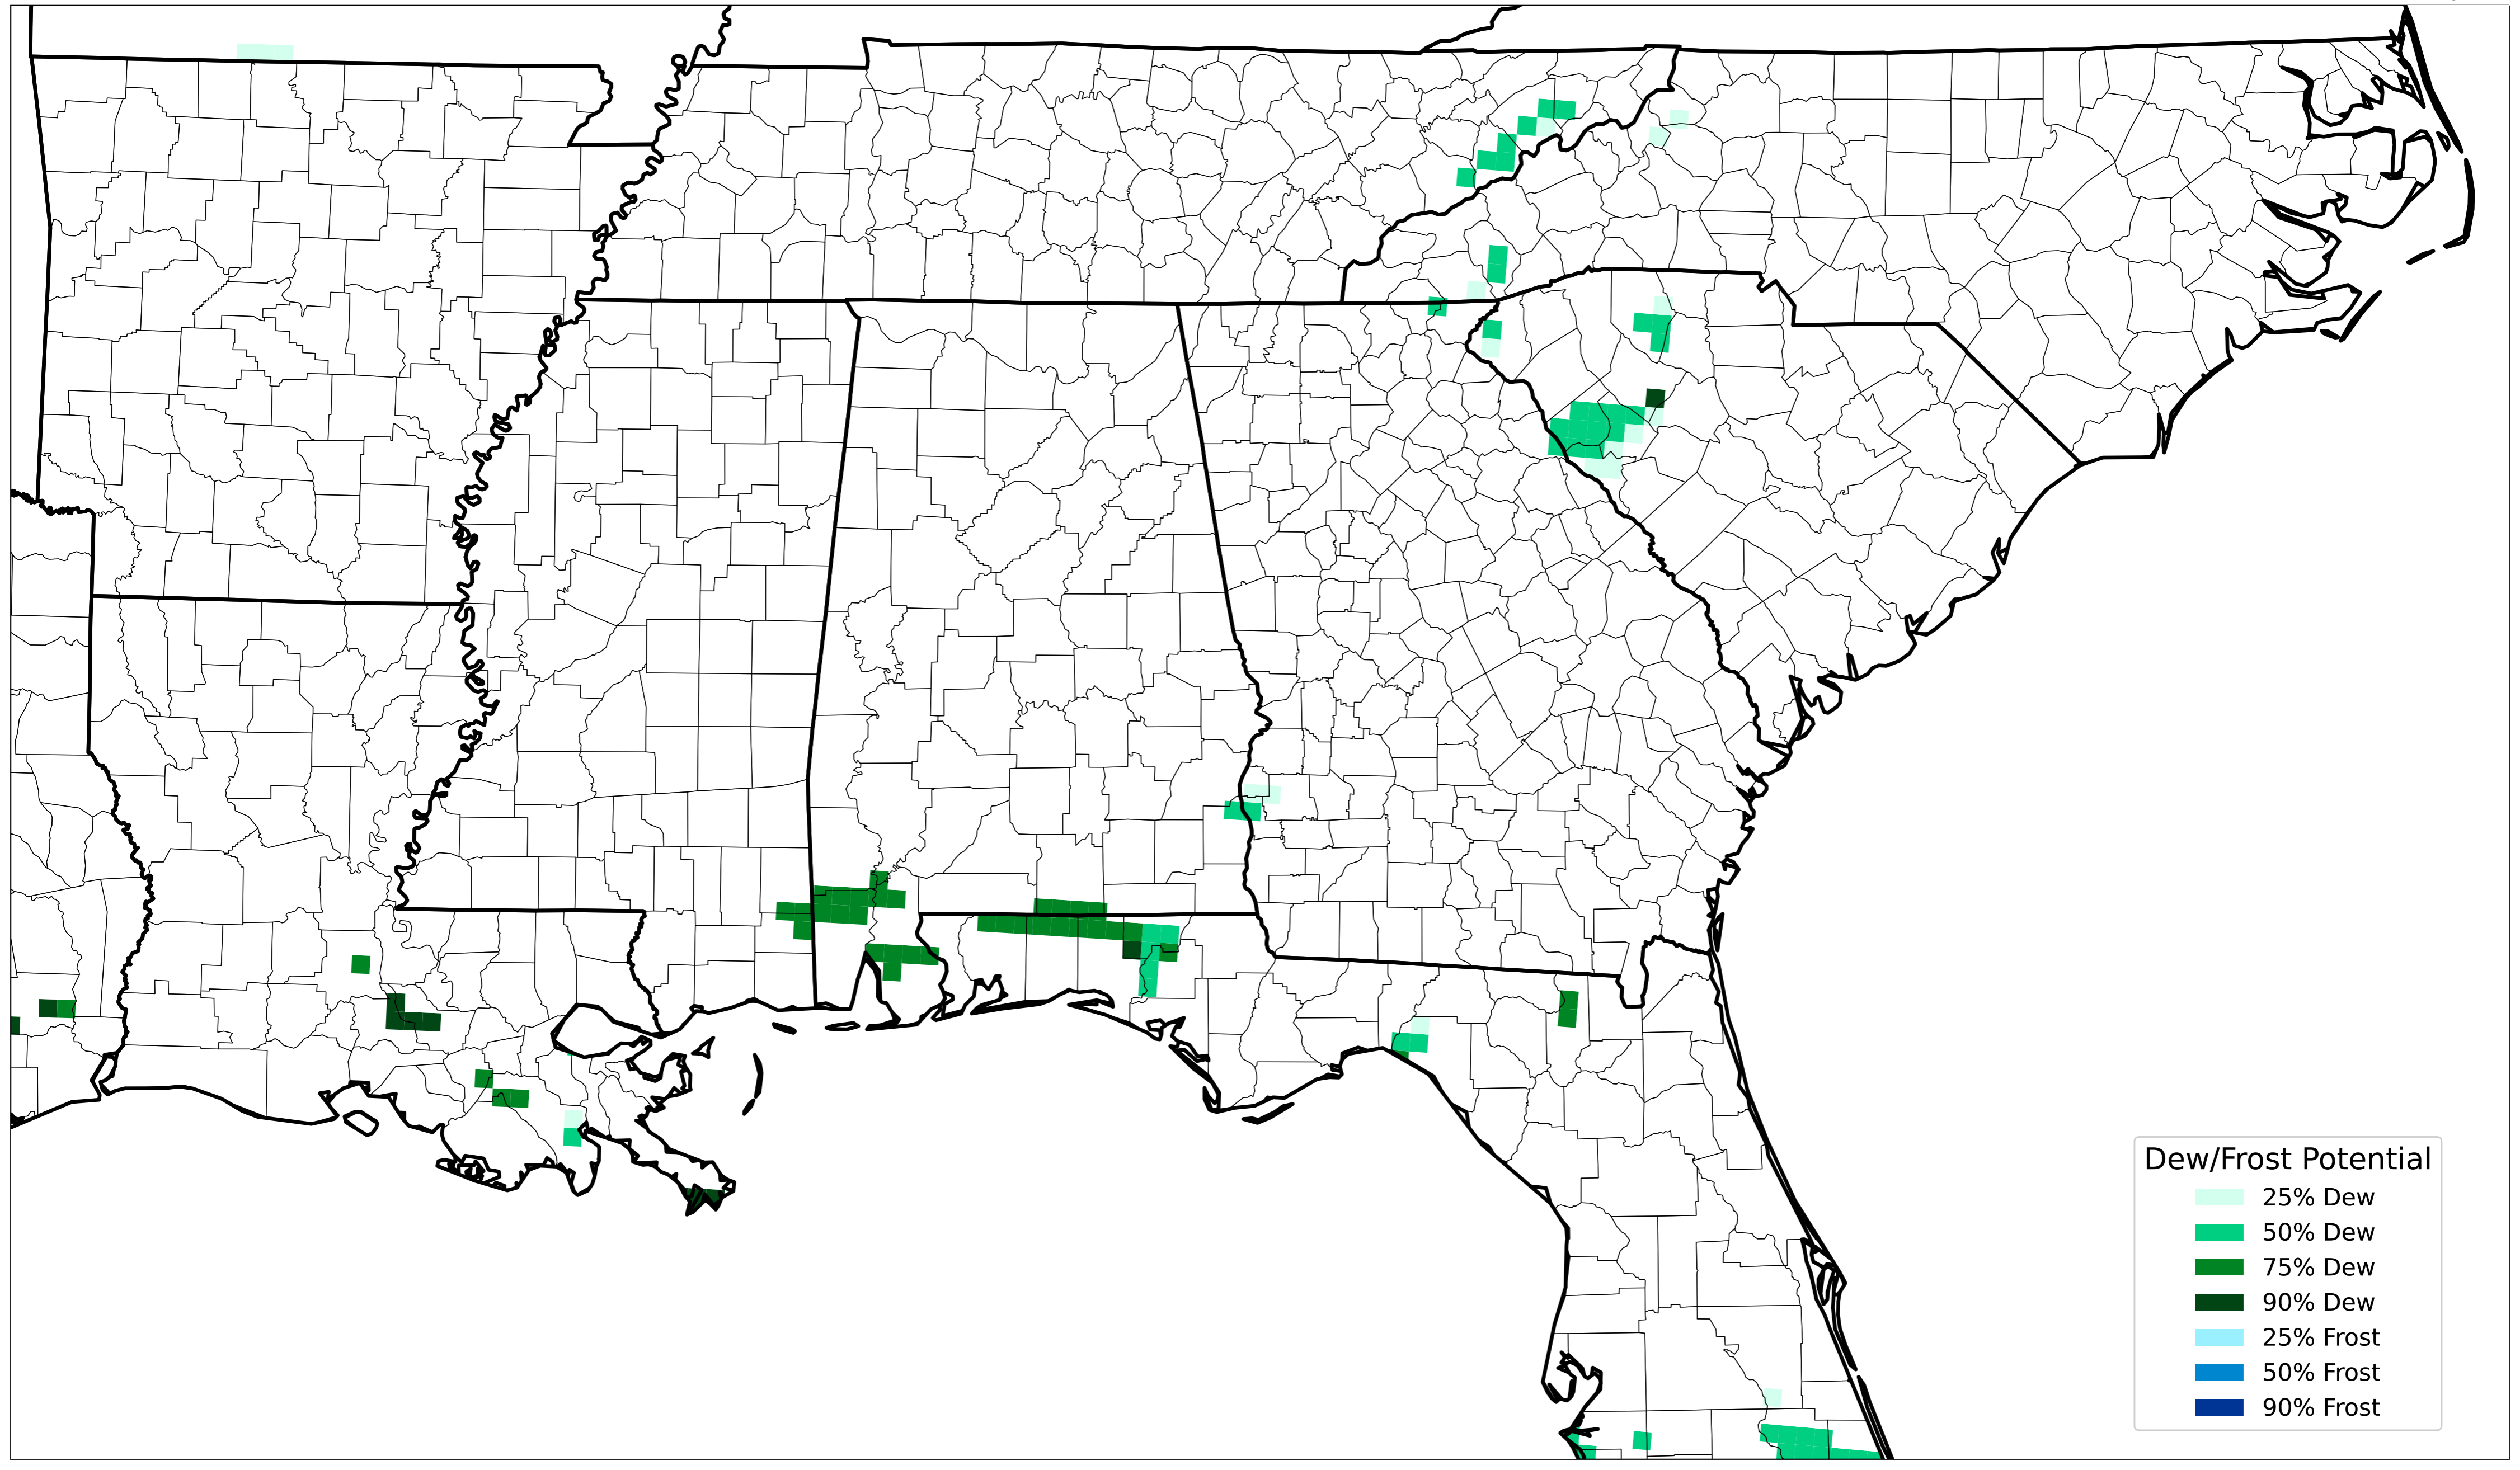 Dew/Frost Potential
25% Dew
50% Dew
75% Dew
90% Dew
25% Frost
50% Frost
90% Frost